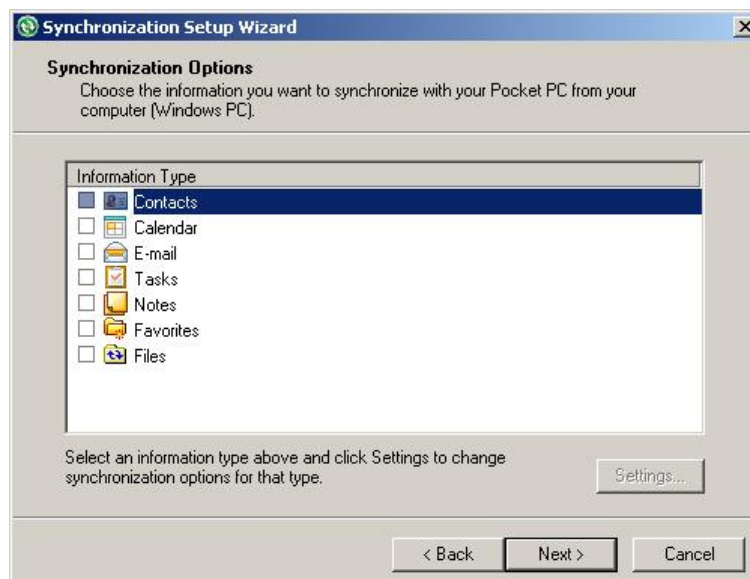 Synchronization Setup Wizard
Synchronization Options
Choose the information you want to synchronize with your Pocket PC from your
computer (Windows PC).
Information Type
Contacts
Calendar
E-mail
Tasks
Notes
Favorites
Files
Select an information type above and click Settings to change
synchronization options for that type.
Settings...
< Back
Next >
Cancel